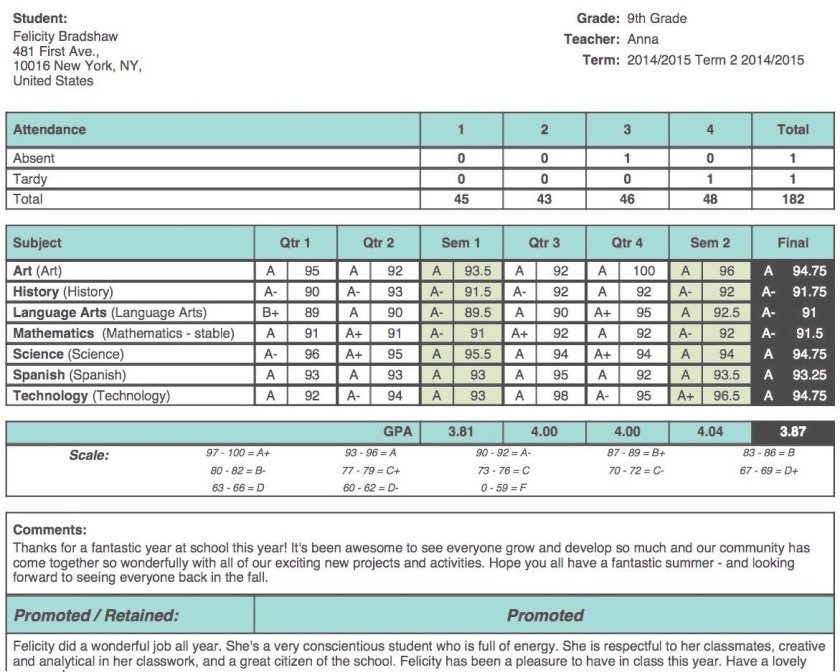 Student:
Felicity Bradshaw
481 First Ave.,
10016 New York, NY,
United States
Grade: 9th Grade
Teacher: Anna
Term: 2014/2015 Term 2 2014/2015
Attendance 1 2 3 4 Total
Absent 0 0 1 0 1
Tardy 0 0 0 1 1
Total 45 43 46 48 182
Subject Qtr 1 Qtr 2 Sem 1 Qtr 3 Qtr 4 Sem 2 Final
Art (Art) A 95 A 92 A 93.5 A 92 A 100 A 96 A 94.75
History (History) A- 90 A- 93 A- 91.5 A- 92 A 92 A- 92 A- 91.75
Language Arts (Language Arts) B+ 89 A 90 A- 89.5 A 90 A+ 95 A 92.5 A- 91
Mathematics (Mathematics - stable) A 91 A+ 91 A- 91 A+ 92 A 92 A- 92 A- 91.5
Science (Science) A- 96 A+ 95 A 95.5 A 94 A+ 94 A 94 A 94.75
Spanish (Spanish) A 93 A 93 A 93 A 95 A 92 A 93.5 A 93.25
Technology (Technology) A 92 A- 94 A 93 A 98 A- 95 A+ 96.5 A 94.75
GPA 3.81 4.00 4.00 4.04 3.87
Scale: 97 - 100 = A+ 93 - 96 = A 90 - 92 = A- 87 - 89 = B+ 83 - 86 = B
80 - 82 = B- 77 - 79 = C+ 73 - 76 = C 70 - 72 = C- 67 - 69 = D+
63 - 66 = D 60 - 62 = D- 0 - 59 = F
Comments:
Thanks for a fantastic year at school this year! It's been awesome to see everyone grow and develop so much and our community has
come together so wonderfully with all of our exciting new projects and activities. Hope you all have a fantastic summer - and looking
forward to seeing everyone back in the fall.
Promoted / Retained: Promoted
Felicity did a wonderful job all year. She's a very conscientious student who is full of energy. She is respectful to her classmates, creative
and analytical in her classwork, and a great citizen of the school. Felicity has been a pleasure to have in class this year. Have a lovely